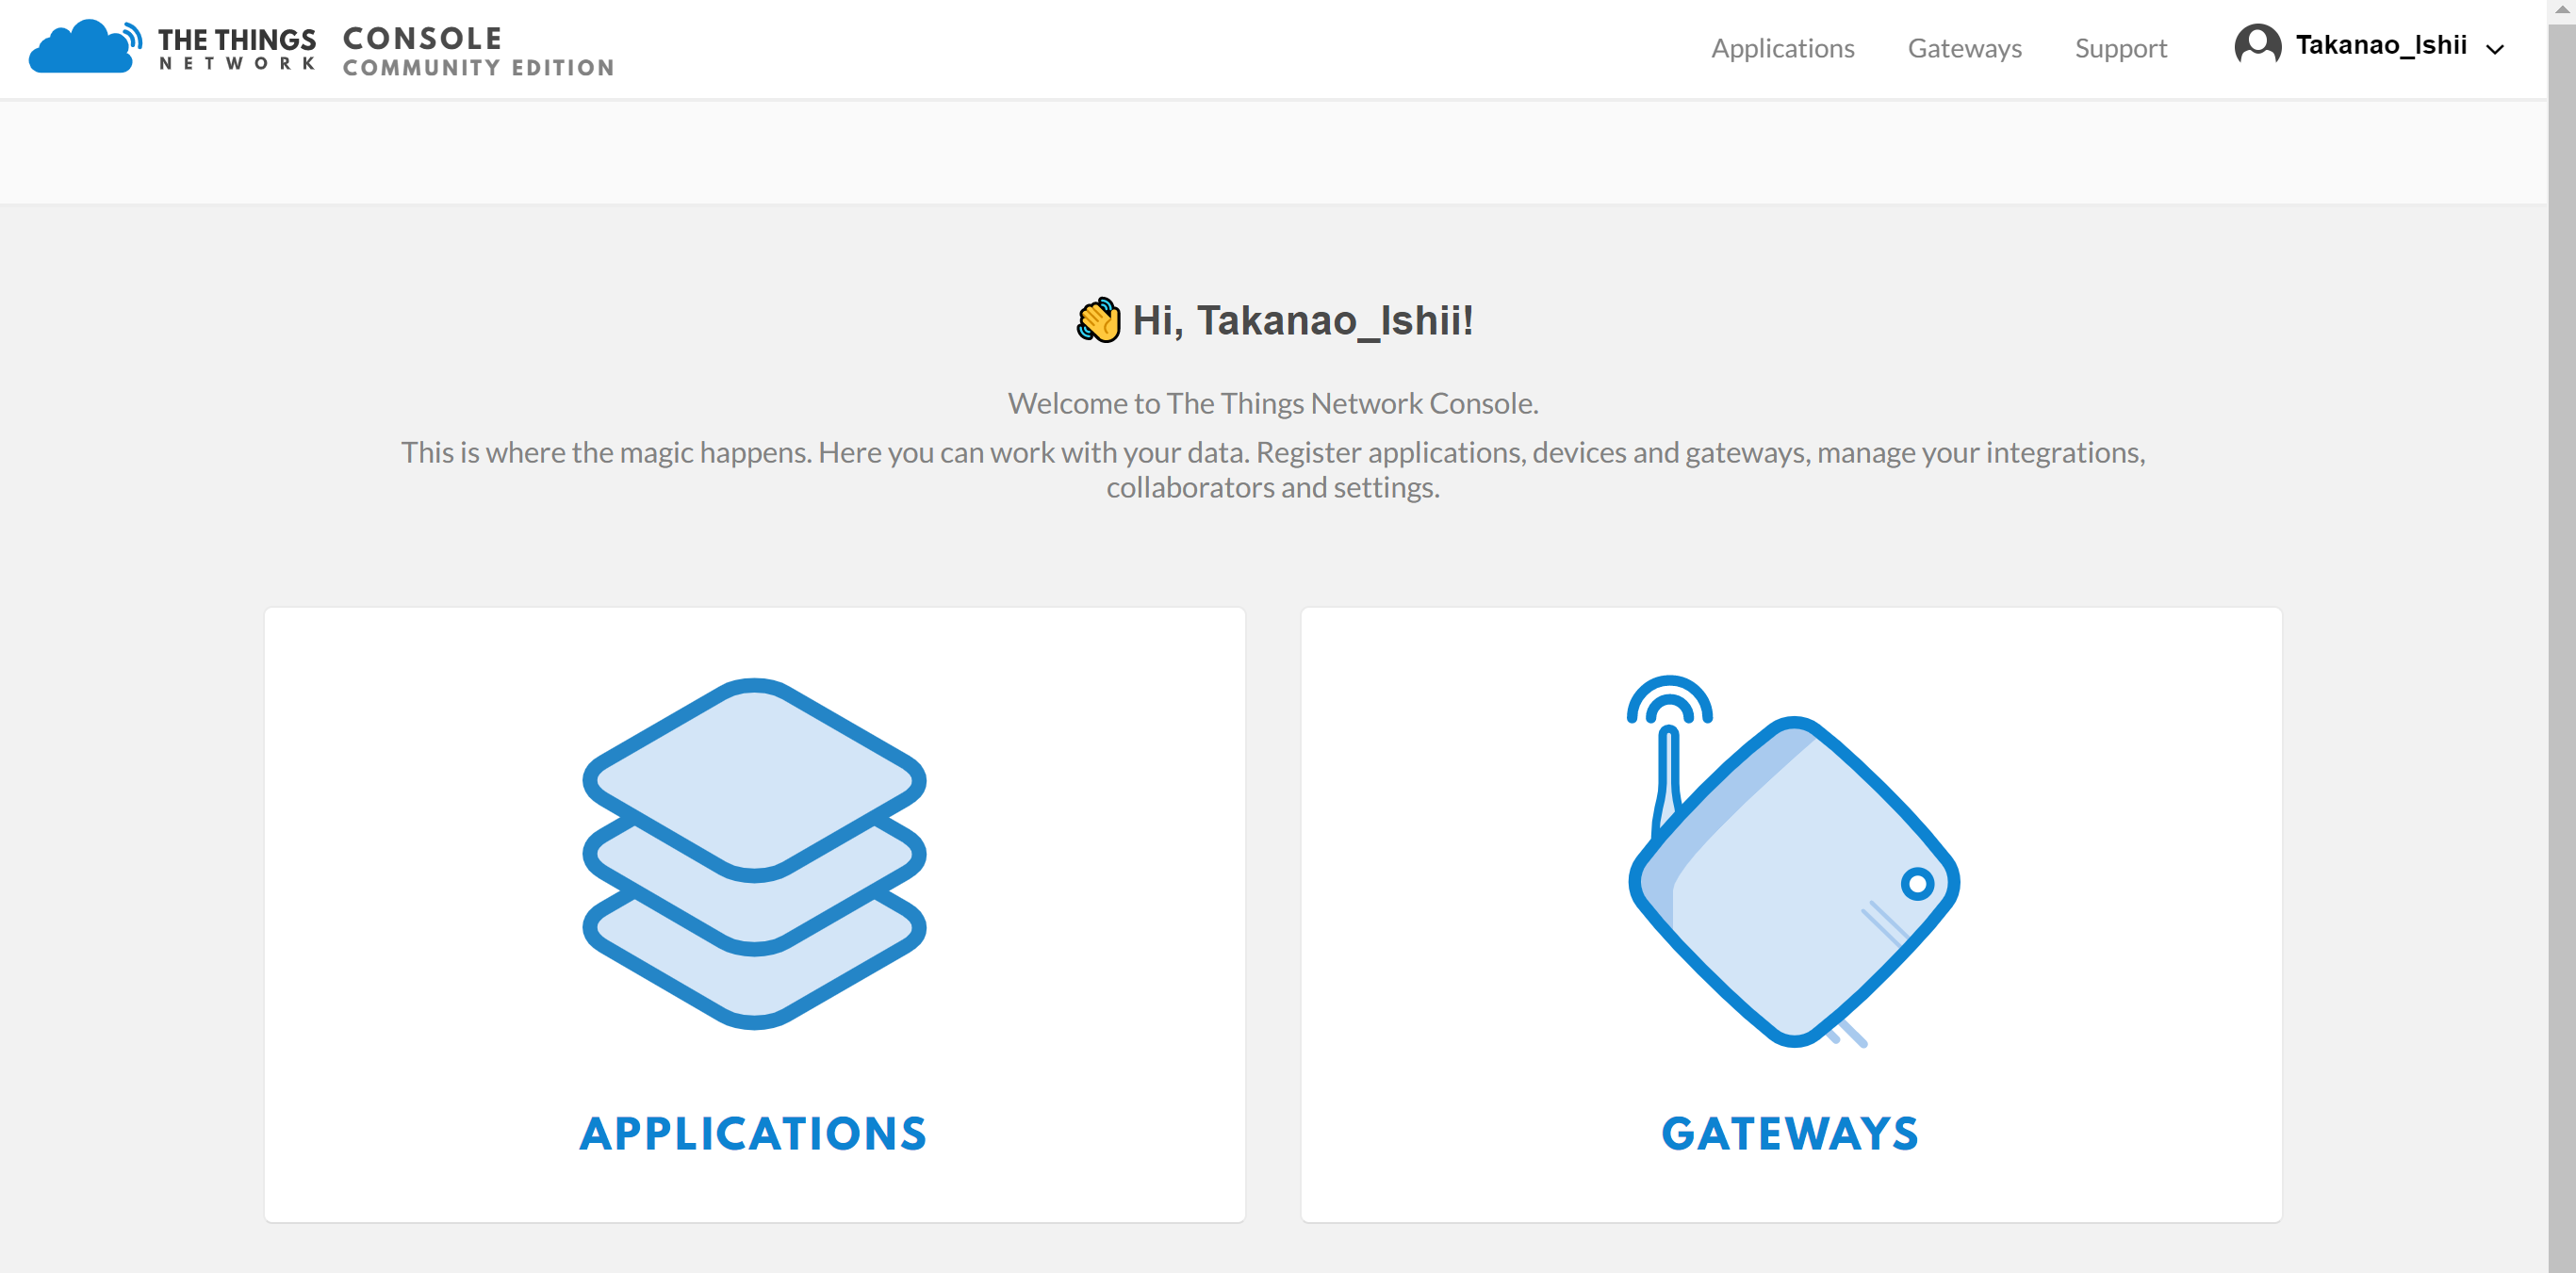 THE THINGS
NETWORK
CONSOLE
COMMUNITY EDITION
Applications
Gateways
Support
Takanao_Ishii
Hi, Takanao_Ishii!
Welcome to The Things Network Console.
This is where the magic happens. Here you can work with your data. Register applications, devices and gateways, manage your integrations,
collaborators and settings.
APPLICATIONS
GATEWAYS